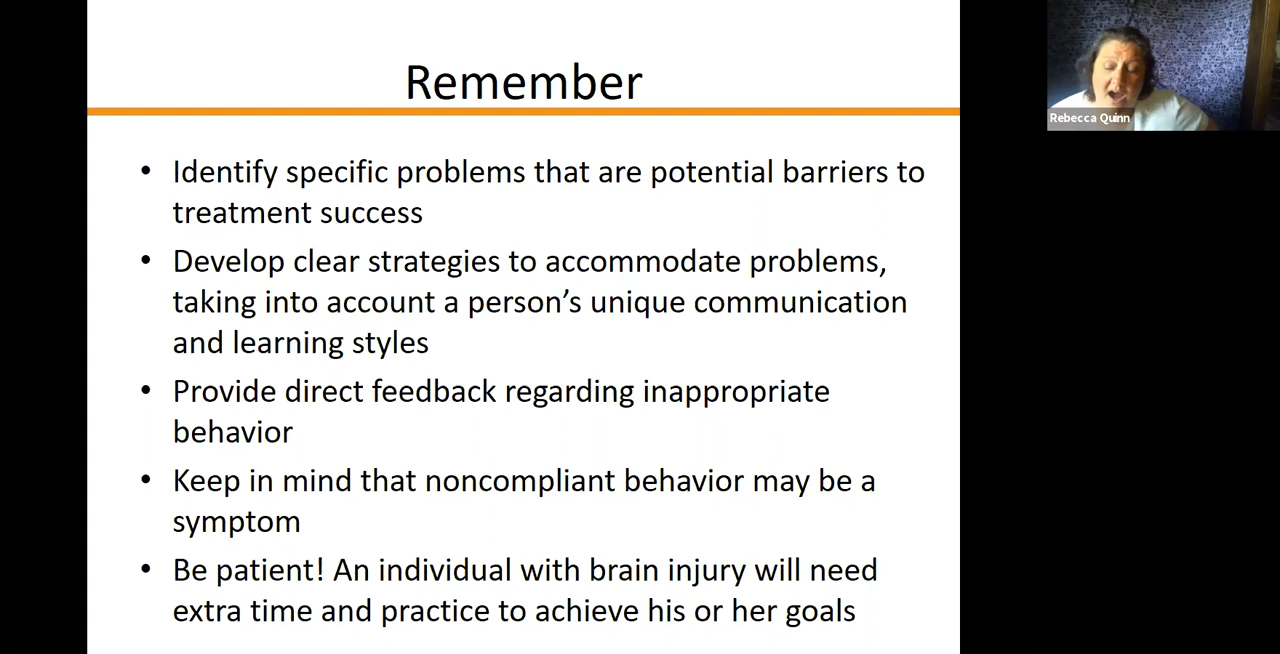 Remember
• Identify specific problems that are potential barriers to
treatment success
• Develop clear strategies to accommodate problems,
taking into account a person’s unique communication
and learning styles
• Provide direct feedback regarding inappropriate
behavior
• Keep in mind that noncompliant behavior may be a
symptom
• Be patient! An individual with brain injury will need
extra time and practice to achieve his or her goals
Rebecca Quinn